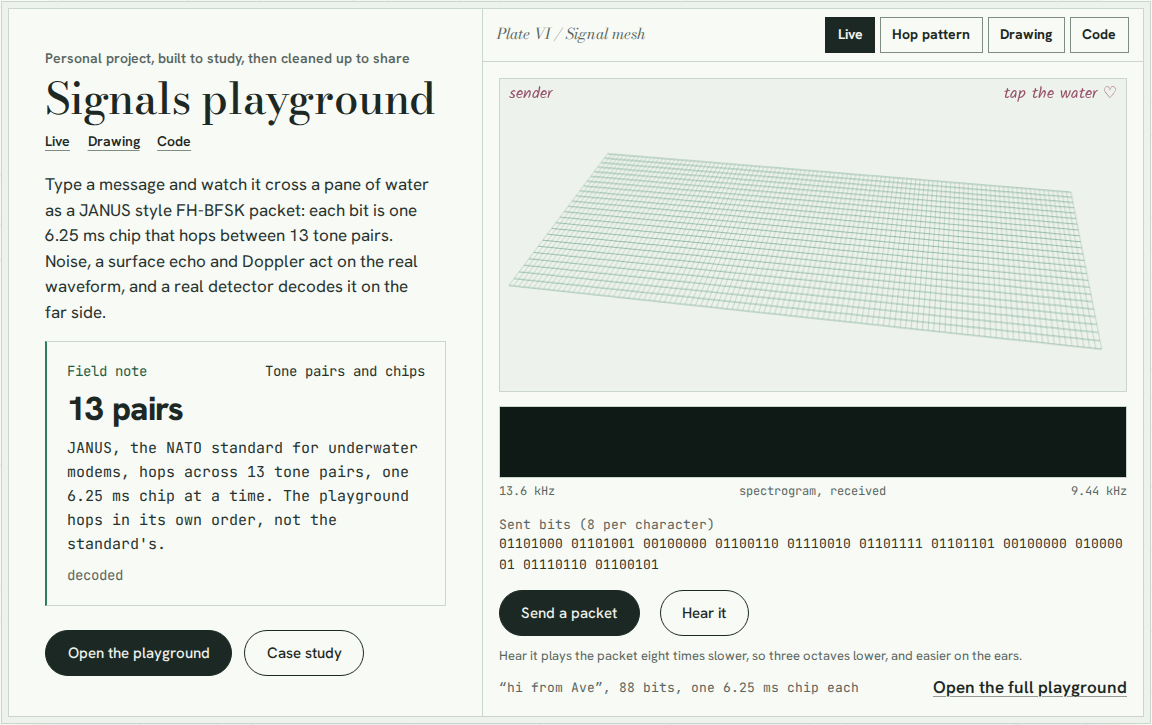 Personal project, built to study, then cleaned up to share
Signals playground
Live Drawing Code
Type a message and watch it cross a pane of water
as a JANUS style FH-BFSK packet: each bit is one
6.25 ms chip that hops between 13 tone pairs.
Noise, a surface echo and Doppler act on the real
waveform, and a real detector decodes it on the
far side.
Field note Tone pairs and chips
13 pairs
JANUS, the NATO standard for underwater
modems, hops across 13 tone pairs, one
6.25 ms chip at a time. The playground
hops in its own order, not the
standard's.
decoded
Open the playground Case study
Plate VI / Signal mesh
Live Hop pattern Drawing Code
sender tap the water ♡
13.6 kHz spectrogram, received 9.44 kHz
Sent bits (8 per character)
01101000 01101001 00100000 01100110 01110010 01101111 01101101 00100000 010000
01 01110110 01100101
Send a packet Hear it
Hear it plays the packet eight times slower, so three octaves lower, and easier on the ears.
“hi from Ave”, 88 bits, one 6.25 ms chip each Open the full playground